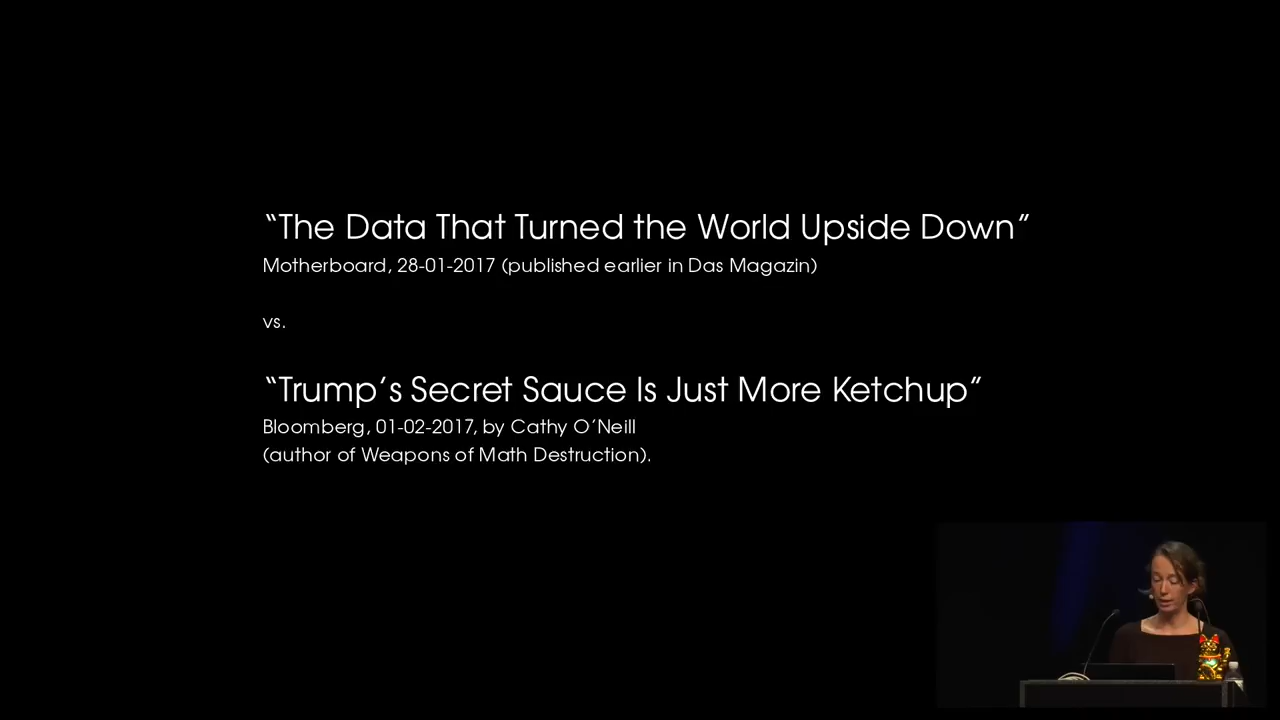 “The Data That Turned the World Upside Down”
Motherboard, 28-01-2017 (published earlier in Das Magazin)
vs.
“Trump’s Secret Sauce Is Just More Ketchup”
Bloomberg, 01-02-2017, by Cathy O’Neill
(author of Weapons of Math Destruction).